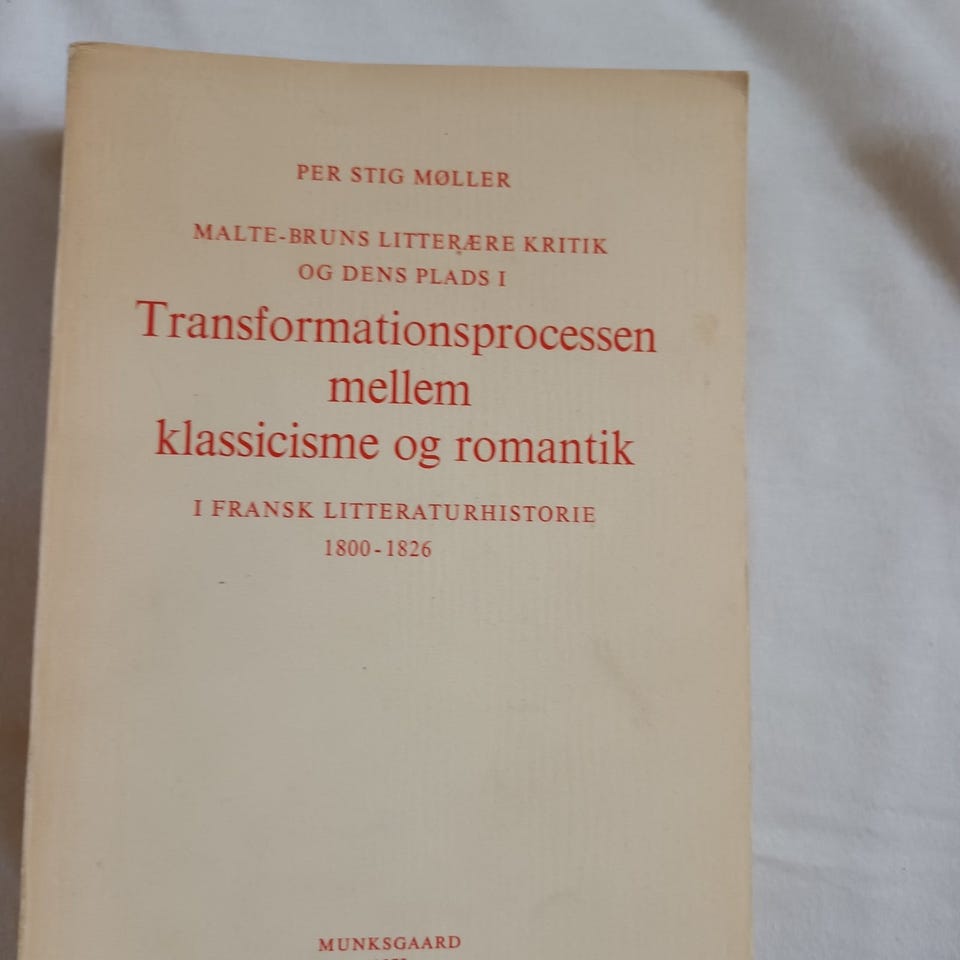 PER STIG MØLLER
MALTE-BRUNS LITTERÆRE KRITIK
OG DENS PLADS I
Transformationsprocessen
mellem
klassicisme og romantik
I FRANSK LITTERATURHISTORIE
1800-1826
MUNKSGAARD